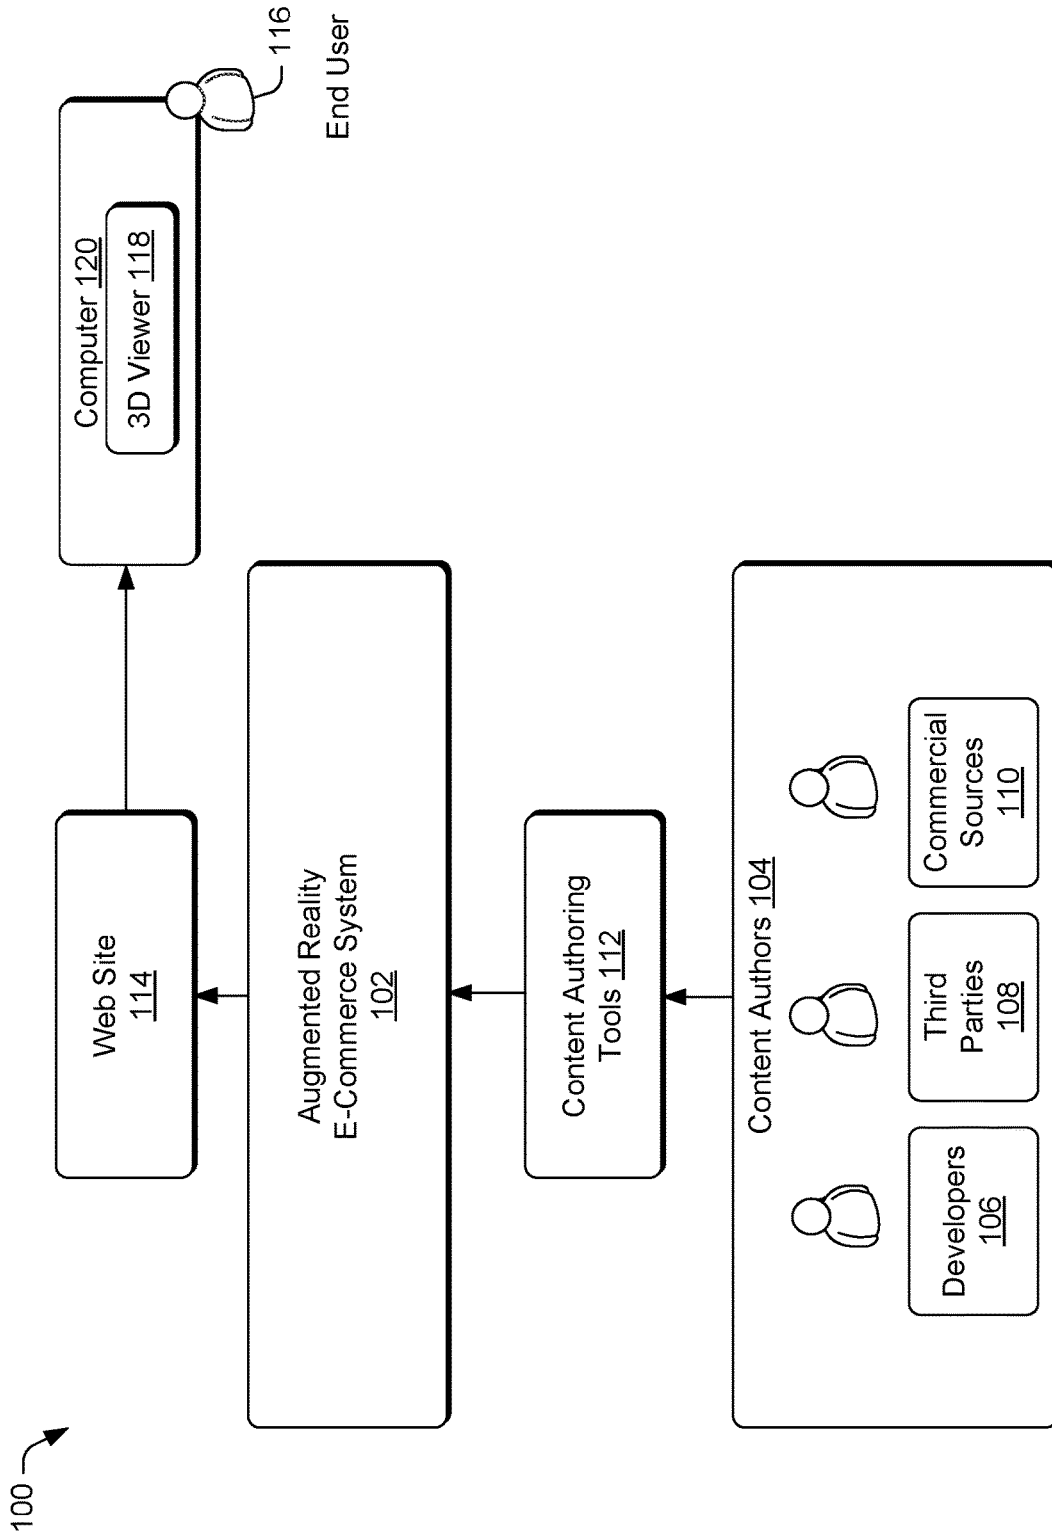 100
Web Site
114
Computer 120
3D Viewer 118
116
End User
Augmented Reality
E-Commerce System
102
Content Authoring
Tools 112
Content Authors 104
Developers
106
Third
Parties
108
Commercial
Sources
110